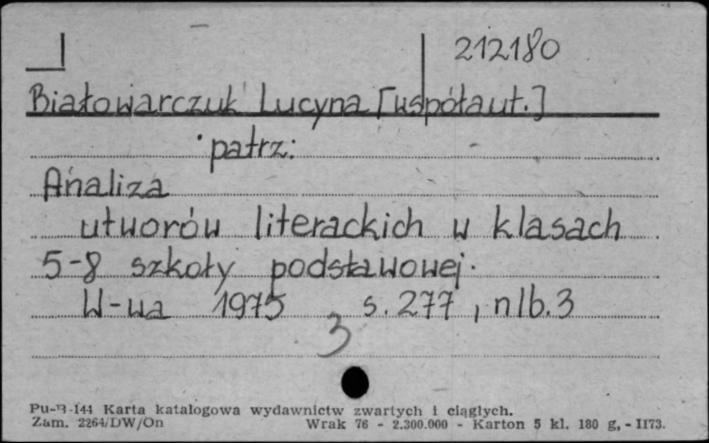 212180
Białowarczuk Lucyna [współaut.]
patrz:
Analiza
utworów literackich w klasach
5-8 szkoły podstawowej.
W-wa 1975 s. 277, nlb. 3
3
Pu-B-144 Karta katalogowa wydawnictw zwartych i ciągłych.
Zam. 2264/DW/On Wrak 76 - 2.300.000 - Karton 5 kl. 180 g, - II73.